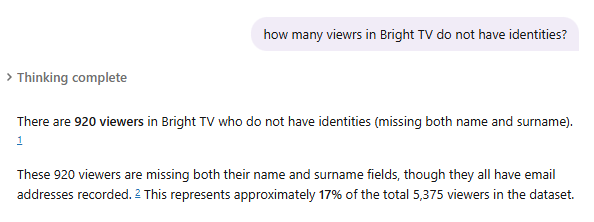 how many viewrs in Bright TV do not have identities?
> Thinking complete
There are 920 viewers in Bright TV who do not have identities (missing both name and surname).
1
These 920 viewers are missing both their name and surname fields, though they all have email
addresses recorded. 2 This represents approximately 17% of the total 5,375 viewers in the dataset.